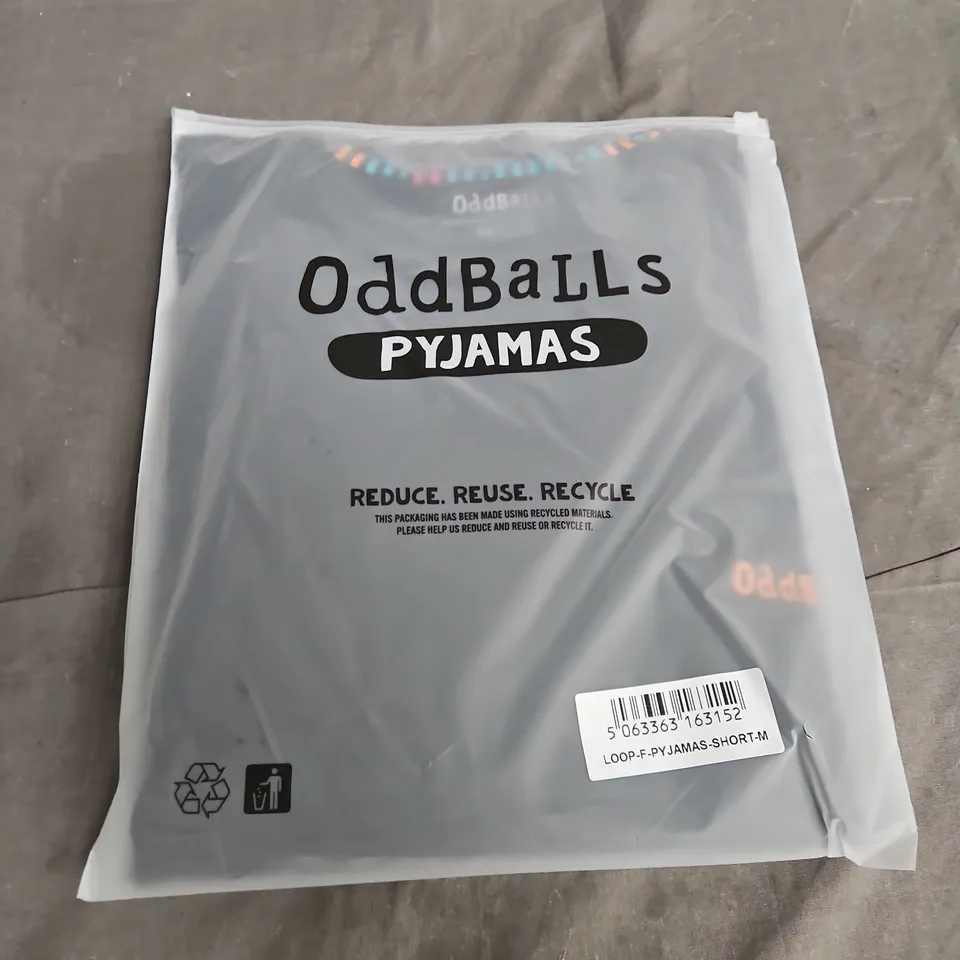 OddBaLLs
OddBaLLs
PYJAMAS
REDUCE. REUSE. RECYCLE
THIS PACKAGING HAS BEEN MADE USING RECYCLED MATERIALS.
PLEASE HELP US REDUCE AND REUSE OR RECYCLE IT.
OddBa
5 063363 163152
LOOP-F-PYJAMAS-SHORT-M